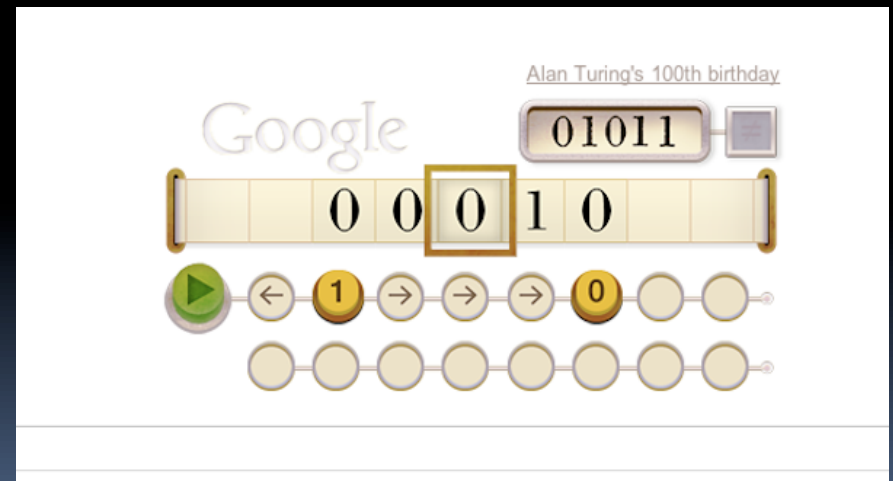 Alan Turing's 100th birthday
Google
01011
0 0 0 1 0
← 1 → → → 0